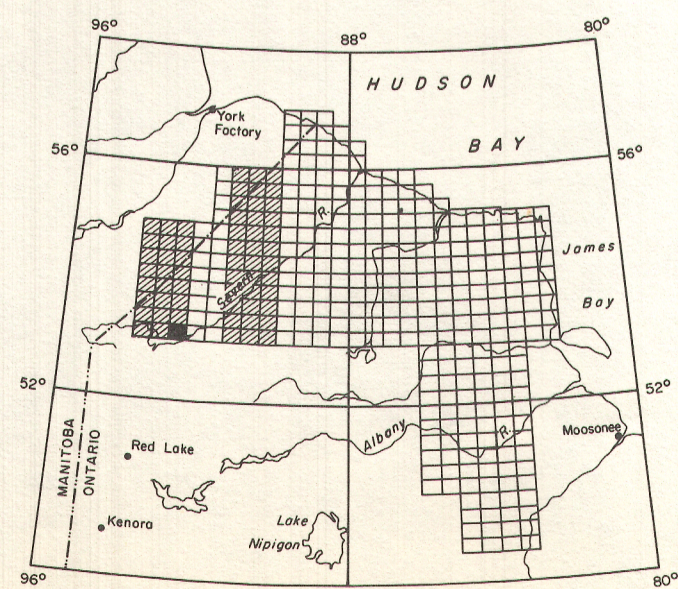 96°
88°
80°
HUDSON
York
Factory
BAY
56°
56°
R.
James
Severn
Bay
52°
52°
MANITOBA
ONTARIO
Albany
R.
Moosonee
Red Lake
Kenora
Lake
Nipigon
96°
88°
80°